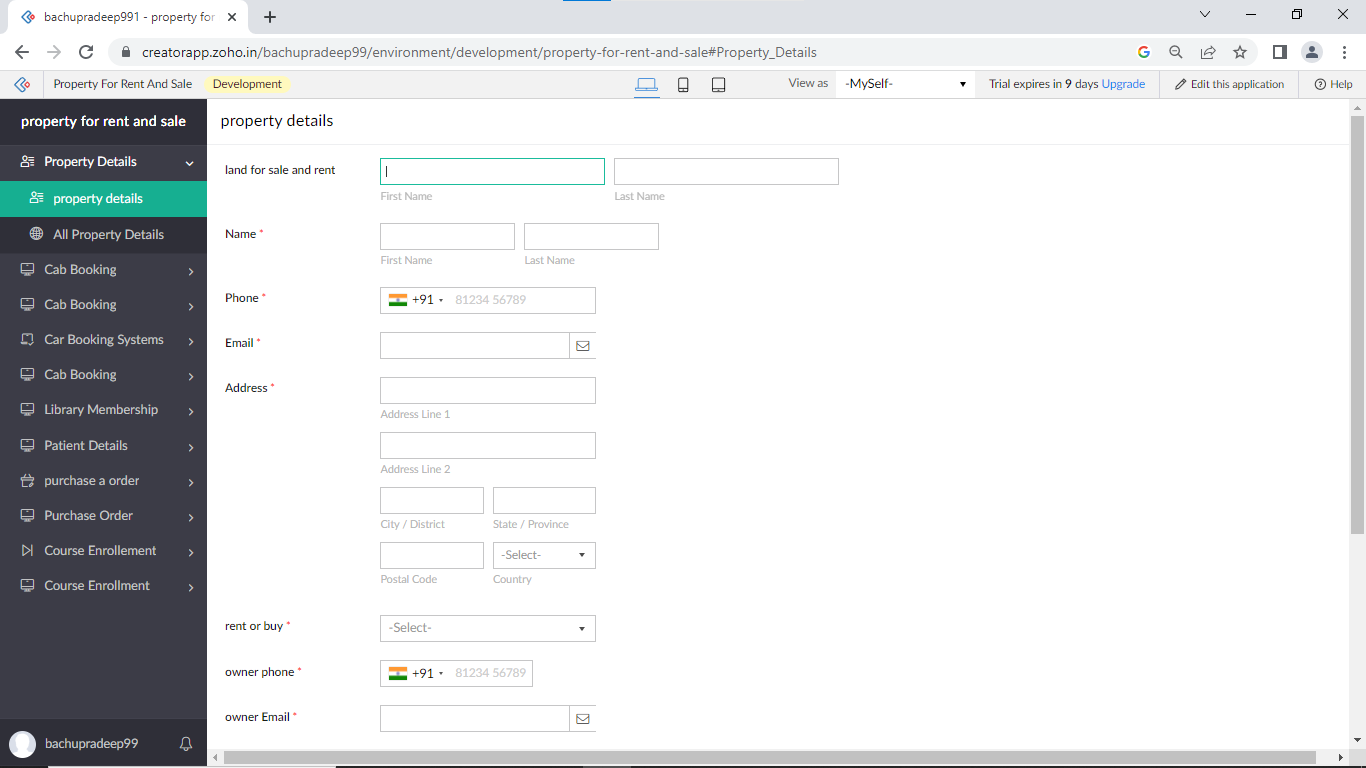 bachupradeep991 - property for
creatorapp.zoho.in/bachupradeep99/environment/development/property-for-rent-and-sale#Property_Details
Property For Rent And Sale Development View as -MySelf- Trial expires in 9 days Upgrade Edit this application Help
property for rent and sale
Property Details
property details
All Property Details
Cab Booking
Cab Booking
Car Booking Systems
Cab Booking
Library Membership
Patient Details
purchase a order
Purchase Order
Course Enrollement
Course Enrollment
bachupradeep99
property details
land for sale and rent
First Name Last Name
Name *
First Name Last Name
Phone * +91 81234 56789
Email *
Address *
Address Line 1
Address Line 2
City / District State / Province
-Select-
Postal Code Country
rent or buy * -Select-
owner phone * +91 81234 56789
owner Email *